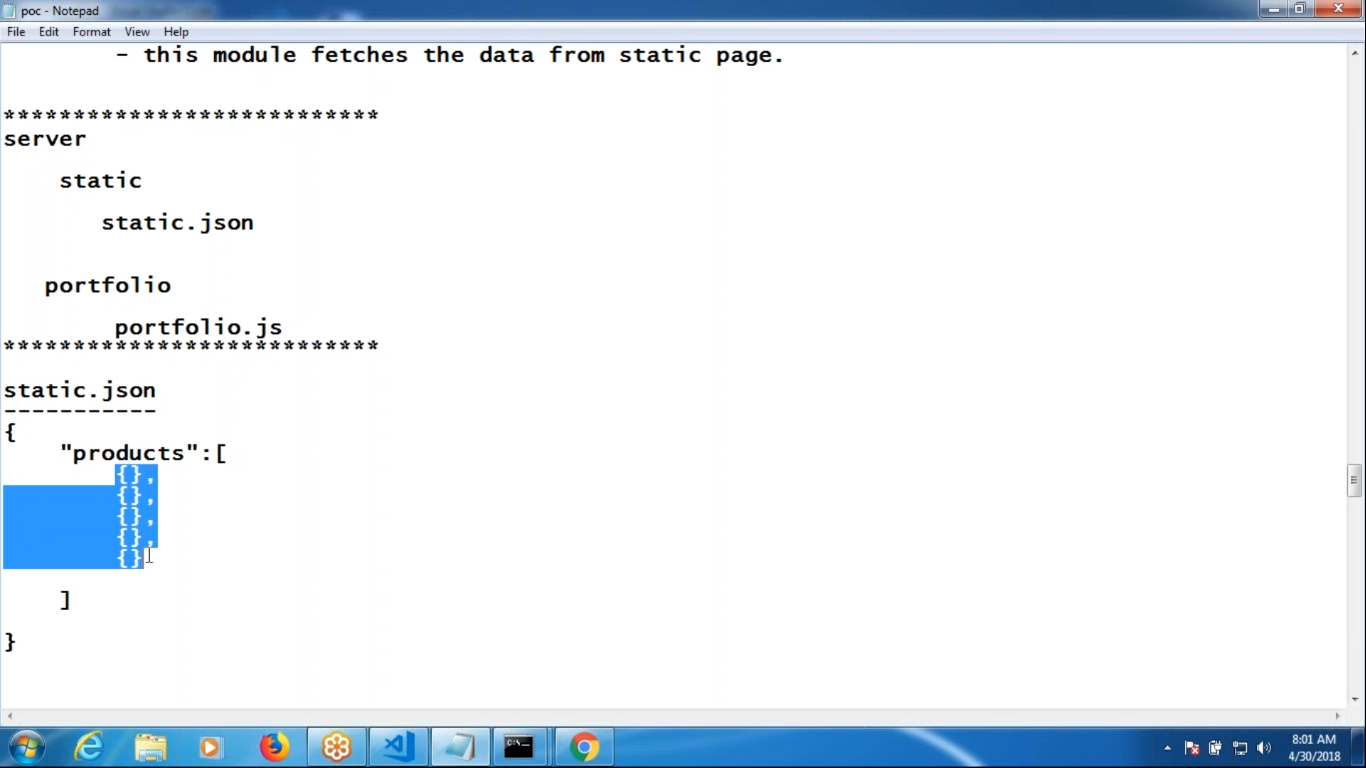 poc - Notepad
File Edit Format View Help
- this module fetches the data from static page.
***************************
server
static
static.json
portfolio
portfolio.js
***************************
static.json
-----------
{
"products":[
{},
{},
{},
{},
{}
]
}
8:01 AM
4/30/2018